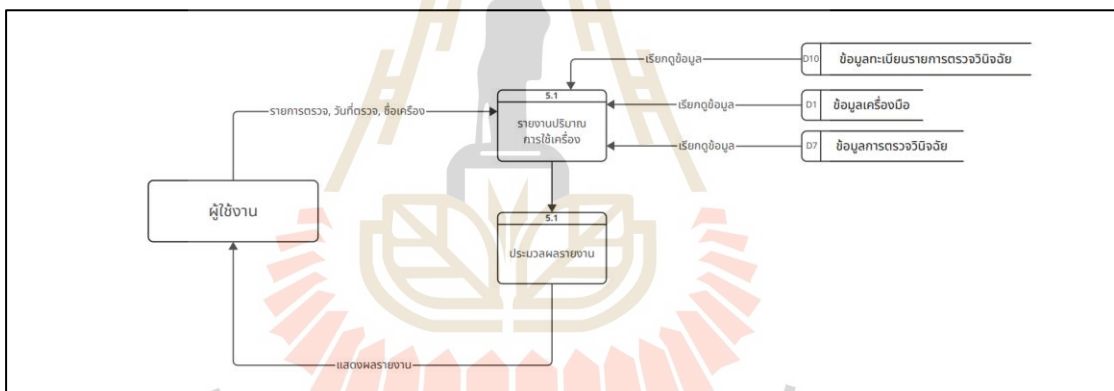 เรียกดูข้อมูล
D10
ข้อมูลทะเบียนรายการตรวจวินิจฉัย
5.1
รายงานปริมาณ
การใช้เครื่อง
รายการตรวจ, วันที่ตรวจ, ชื่อเครื่อง
เรียกดูข้อมูล
D1
ข้อมูลเครื่องมือ
เรียกดูข้อมูล
D7
ข้อมูลการตรวจวินิจฉัย
ผู้ใช้งาน
5.1
ประมวลผลรายงาน
แสดงผลรายงาน